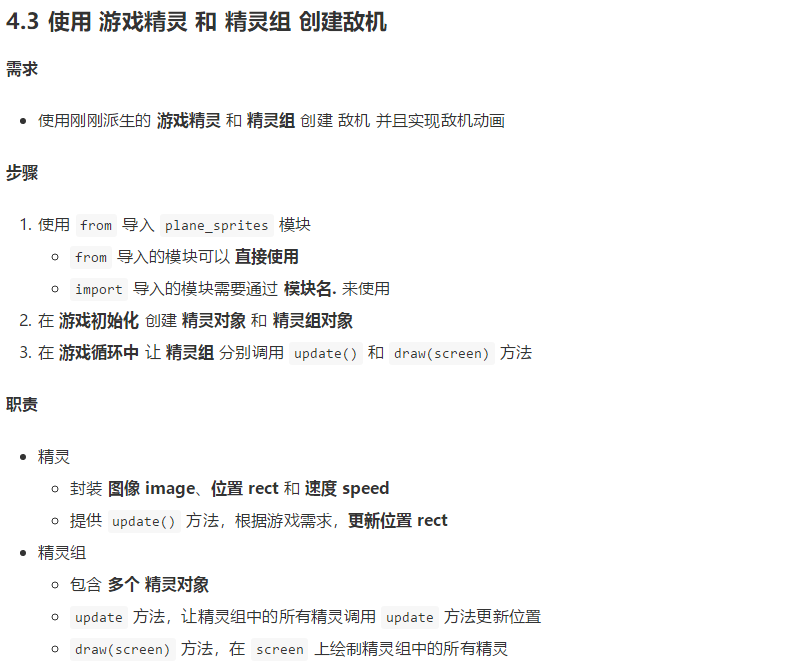 4.3 使用 游戏精灵 和 精灵组 创建敌机
需求
使用刚刚派生的 游戏精灵 和 精灵组 创建 敌机 并且实现敌机动画
步骤
1. 使用 from 导入 plane_sprites 模块
from 导入的模块可以 直接使用
import 导入的模块需要通过 模块名. 来使用
2. 在 游戏初始化 创建 精灵对象 和 精灵组对象
3. 在 游戏循环中 让 精灵组 分别调用 update() 和 draw(screen) 方法
职责
精灵
封装 图像 image、位置 rect 和 速度 speed
提供 update() 方法，根据游戏需求，更新位置 rect
精灵组
包含 多个 精灵对象
update 方法，让精灵组中的所有精灵调用 update 方法更新位置
draw(screen) 方法，在 screen 上绘制精灵组中的所有精灵